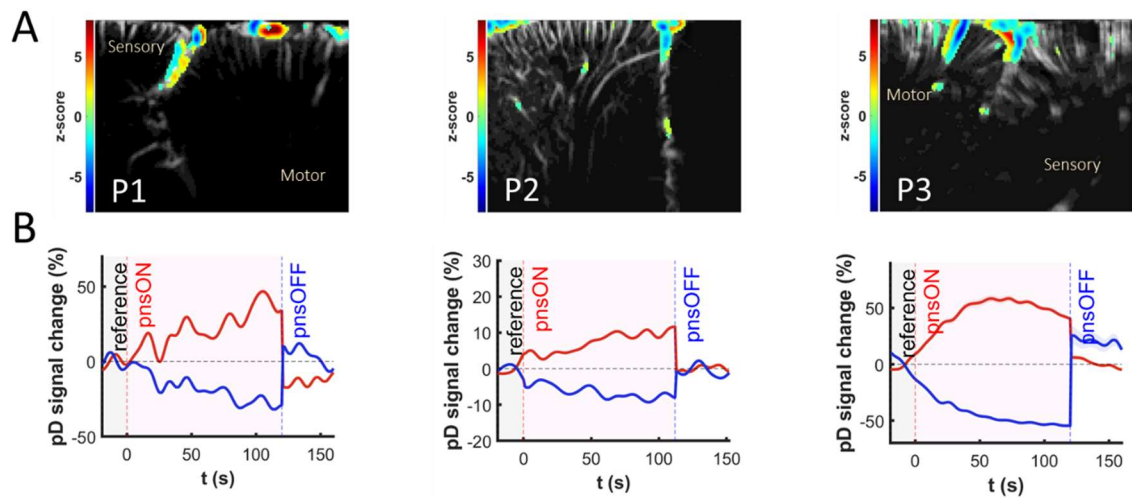 A
Sensory
Motor
P1
z-score
5
0
-5
P2
z-score
5
0
-5
Motor
Sensory
P3
z-score
5
0
-5
B
pD signal change (%)
50
0
-50
reference
pnsON
pnsOFF
0
50
100
150
t (s)
pD signal change (%)
30
20
10
0
-10
-20
reference
pnsON
pnsOFF
0
50
100
150
t (s)
pD signal change (%)
50
0
-50
reference
pnsON
pnsOFF
0
50
100
150
t (s)